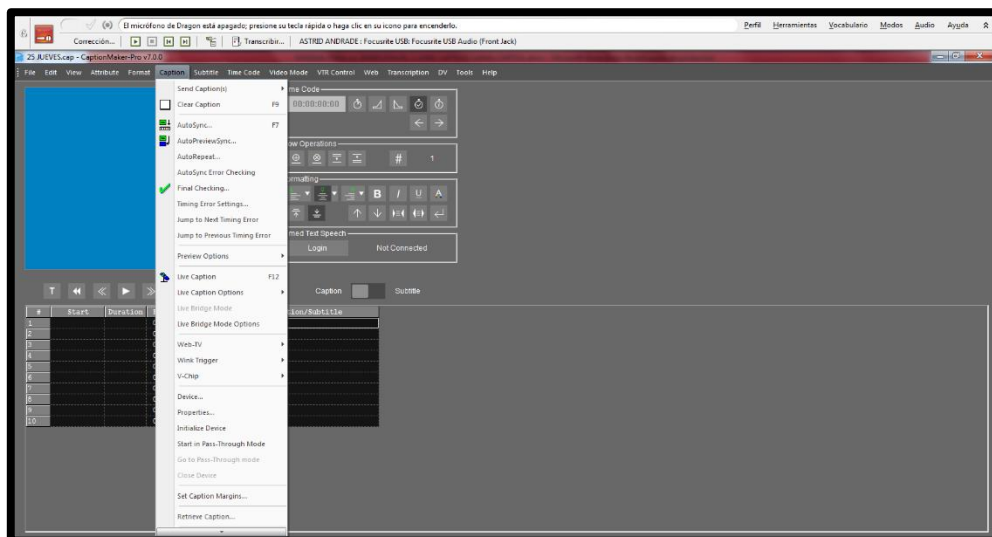 (●) El micrófono de Dragon está apagado; presione su tecla rápida o haga clic en su icono para encenderlo. Perfil Herramientas Vocabulario Modos Audio Ayuda
Corrección... Transcribir... ASTRID ANDRADE : Focusrite USB: Focusrite USB Audio (Front Jack)
25 JUEVES.cap - CaptionMaker-Pro v7.0.0
File Edit View Attribute Format Caption Subtitle Time Code Video Mode VTR Control Web Transcription DV Tools Help
Send Caption(s)
me Code
Clear Caption F9
00:00:00:00
AutoSync... F7
AutoPreviewSync...
ow Operations
AutoRepeat...
# 1
AutoSync Error Checking
rmatting
Final Checking...
B I U A
Timing Error Settings...
Jump to Next Timing Error
Jump to Previous Timing Error
med Text Speech
Login Not Connected
Preview Options
Live Caption F12
Live Caption Options
T Caption Subtitle
Live Bridge Mode
# Start Duration ion/Subtitle
Live Bridge Mode Options
1
2
3
4
5
6
7
8
9
10
Web-TV
Wink Trigger
V-Chip
Device...
Properties...
Initialize Device
Start in Pass-Through Mode
Go to Pass-Through mode
Close Device
Set Caption Margins...
Retrieve Caption...